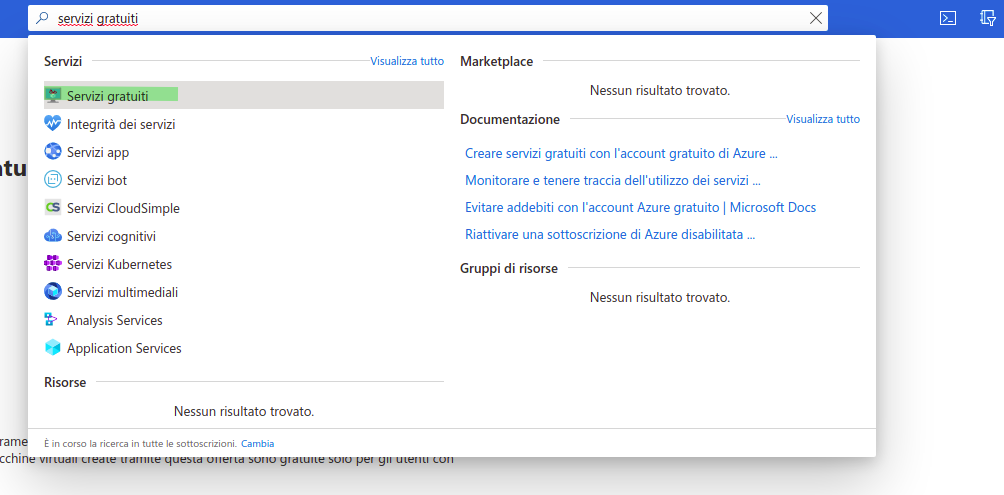 servizi gratuiti
Servizi
Visualizza tutto
Servizi gratuiti
Integrità dei servizi
Servizi app
Servizi bot
CS Servizi CloudSimple
Servizi cognitivi
Servizi Kubernetes
Servizi multimediali
Analysis Services
Application Services
Risorse
Nessun risultato trovato.
Marketplace
Nessun risultato trovato.
Documentazione
Visualizza tutto
Creare servizi gratuiti con l'account gratuito di Azure ...
Monitorare e tenere traccia dell'utilizzo dei servizi ...
Evitare addebiti con l'account Azure gratuito | Microsoft Docs
Riattivare una sottoscrizione di Azure disabilitata ...
Gruppi di risorse
Nessun risultato trovato.
È in corso la ricerca in tutte le sottoscrizioni. Cambia
atu
rame
cchine virtuali create tramite questa offerta sono gratuite solo per gli utenti con